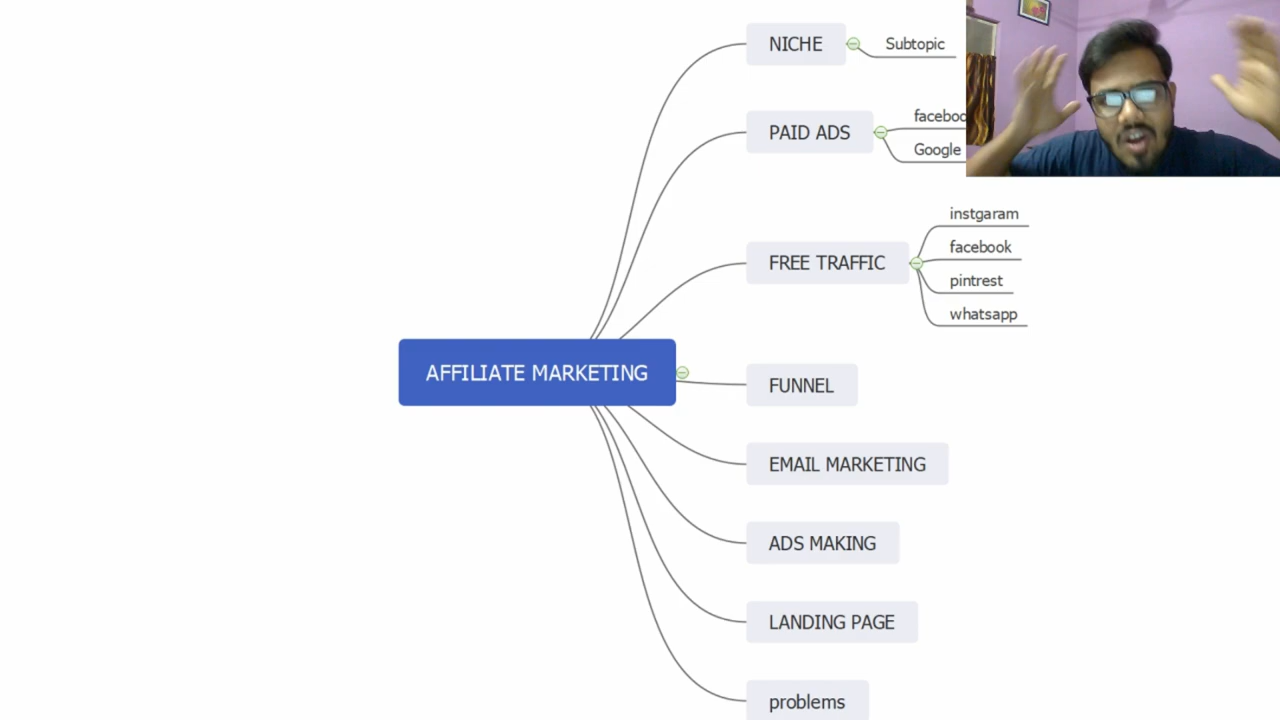 NICHE
Subtopic
PAID ADS
Google
FREE TRAFFIC
instgaram
facebook
pintrest
whatsapp
AFFILIATE MARKETING
FUNNEL
EMAIL MARKETING
ADS MAKING
LANDING PAGE
problems